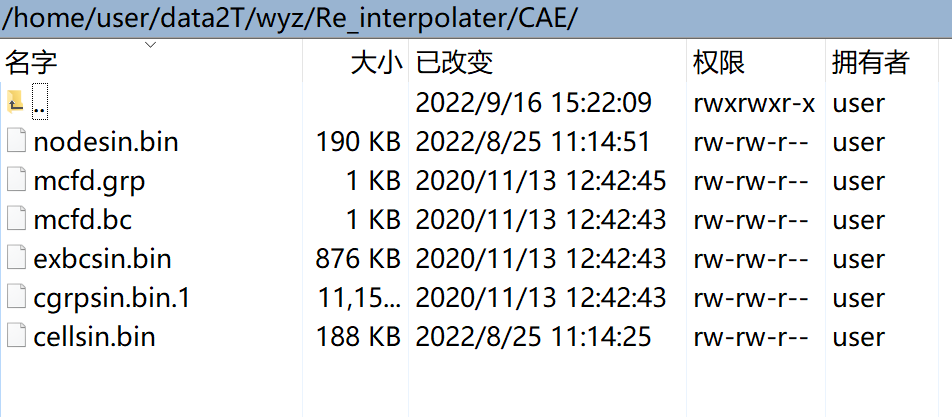 /home/user/data2T/wyz/Re_interpolater/CAE/
名字 大小 已改变 权限 拥有者
.. 2022/9/16 15:22:09 rwxrwxr-x user
nodesin.bin 190 KB 2022/8/25 11:14:51 rw-rw-r-- user
mcfd.grp 1 KB 2020/11/13 12:42:45 rw-rw-r-- user
mcfd.bc 1 KB 2020/11/13 12:42:43 rw-rw-r-- user
exbcsin.bin 876 KB 2020/11/13 12:42:43 rw-rw-r-- user
cgrpsin.bin.1 11,15... 2020/11/13 12:42:43 rw-rw-r-- user
cellsin.bin 188 KB 2022/8/25 11:14:25 rw-rw-r-- user